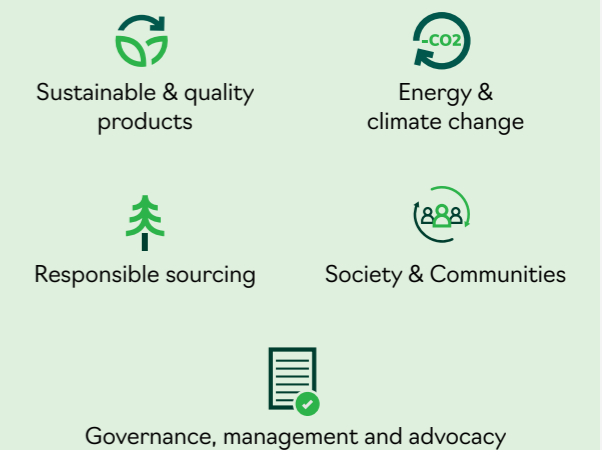 -CO2
Sustainable & quality
products
Energy &
climate change
Responsible sourcing
Society & Communities
Governance, management and advocacy